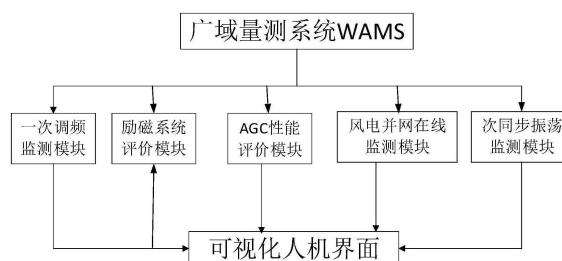 广域量测系统WAMS
一次调频
监测模块
励磁系统
评价模块
AGC性能
评价模块
风电并网在线
监测模块
次同步振荡
监测模块
可视化人机界面